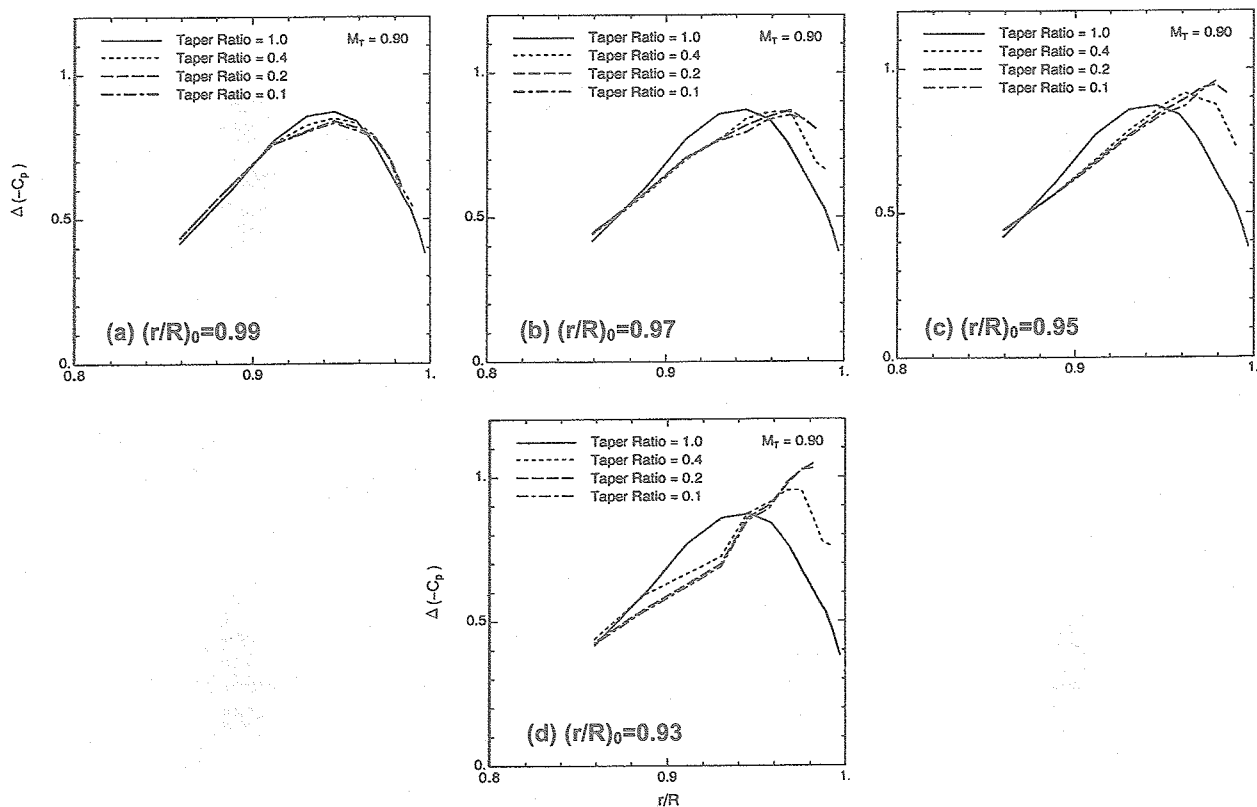 Taper Ratio = 1.0 M_T = 0.90
Taper Ratio = 0.4
Taper Ratio = 0.2
Taper Ratio = 0.1
1.
0.5
0.
Δ (−C_p)
(a) (r/R)₀=0.99
0.8 0.9 1.
Taper Ratio = 1.0 M_T = 0.90
Taper Ratio = 0.4
Taper Ratio = 0.2
Taper Ratio = 0.1
1.
0.5
0.
(b) (r/R)₀=0.97
0.8 0.9 1.
Taper Ratio = 1.0 M_T = 0.90
Taper Ratio = 0.4
Taper Ratio = 0.2
Taper Ratio = 0.1
1.
0.5
0.
(c) (r/R)₀=0.95
0.8 0.9 1.
Taper Ratio = 1.0 M_T = 0.90
Taper Ratio = 0.4
Taper Ratio = 0.2
Taper Ratio = 0.1
1.
0.5
0.
Δ (−C_p)
(d) (r/R)₀=0.93
0.8 0.9 1.
r/R